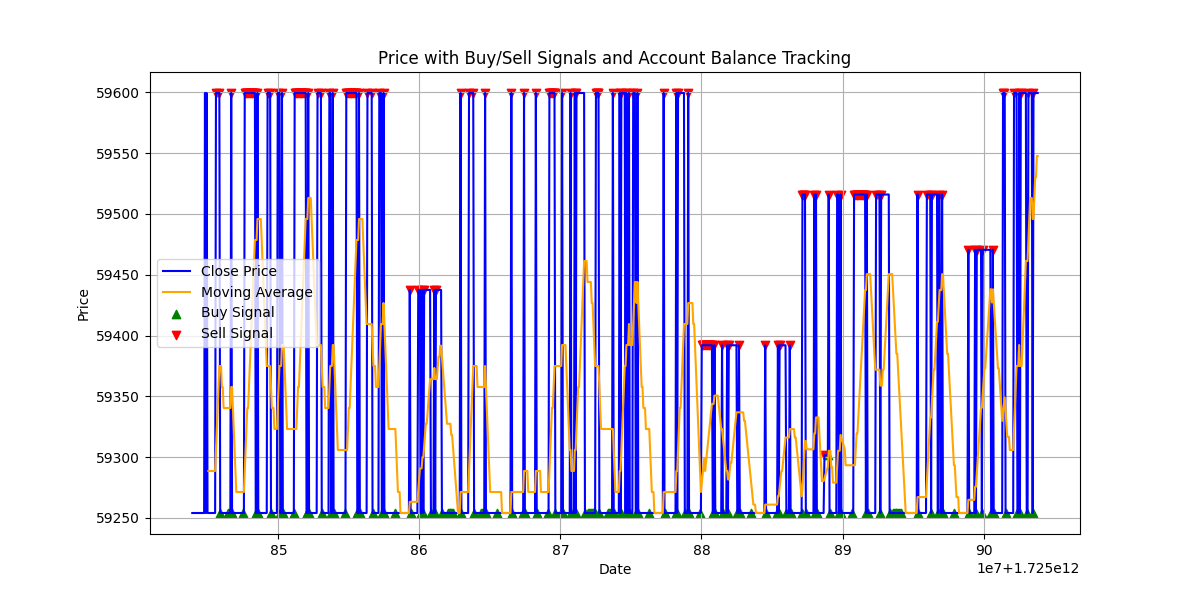 Price with Buy/Sell Signals and Account Balance Tracking
59600
59550
59500
59450
59400
59350
59300
59250
Price
Close Price
Moving Average
Buy Signal
Sell Signal
85
86
87
88
89
90
Date
1e7+1.725e12